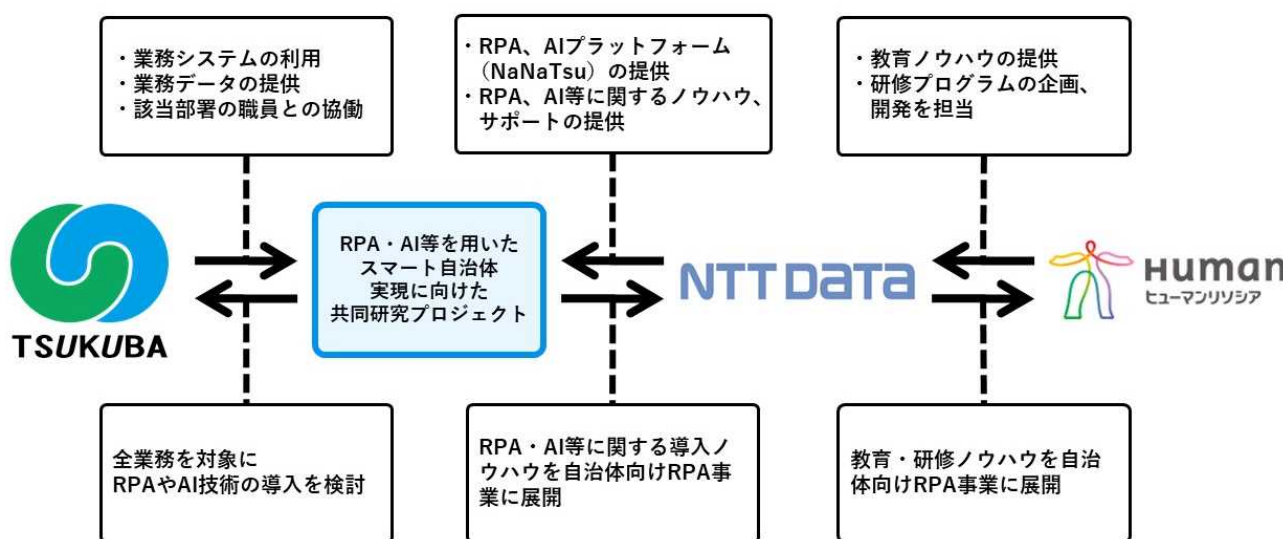 ・業務システムの利用
・業務データの提供
・該当部署の職員との協働
・RPA、AIプラットフォーム
（NaNaTsu）の提供
・RPA、AI等に関するノウハウ、
サポートの提供
・教育ノウハウの提供
・研修プログラムの企画、
開発を担当
TSUKUBA
RPA・AI等を用いた
スマート自治体
実現に向けた
共同研究プロジェクト
NTT DATA
Human
ヒューマンリソシア
全業務を対象に
RPAやAI技術の導入を検討
RPA・AI等に関する導入ノ
ウハウを自治体向けRPA事
業に展開
教育・研修ノウハウを自治
体向けRPA事業に展開